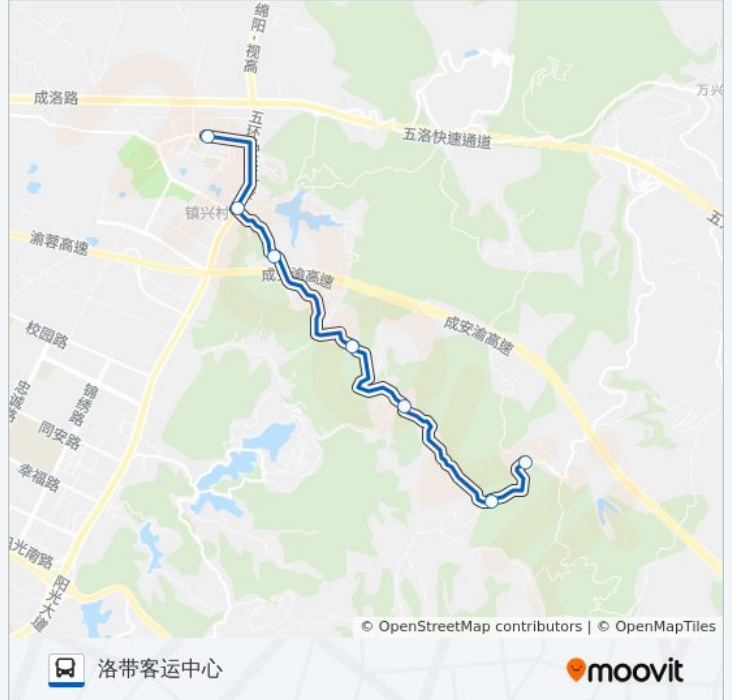 绵阳-视高
成洛路
万兴
五环
五洛快速通道
镇兴村
五
渝蓉高速
成安渝高速
成安渝高速
校园路
锦绣路
忠诚路
同安路
幸福路
阳光南路
阳光大道
© OpenStreetMap contributors | © OpenMapTiles
洛带客运中心
moovit